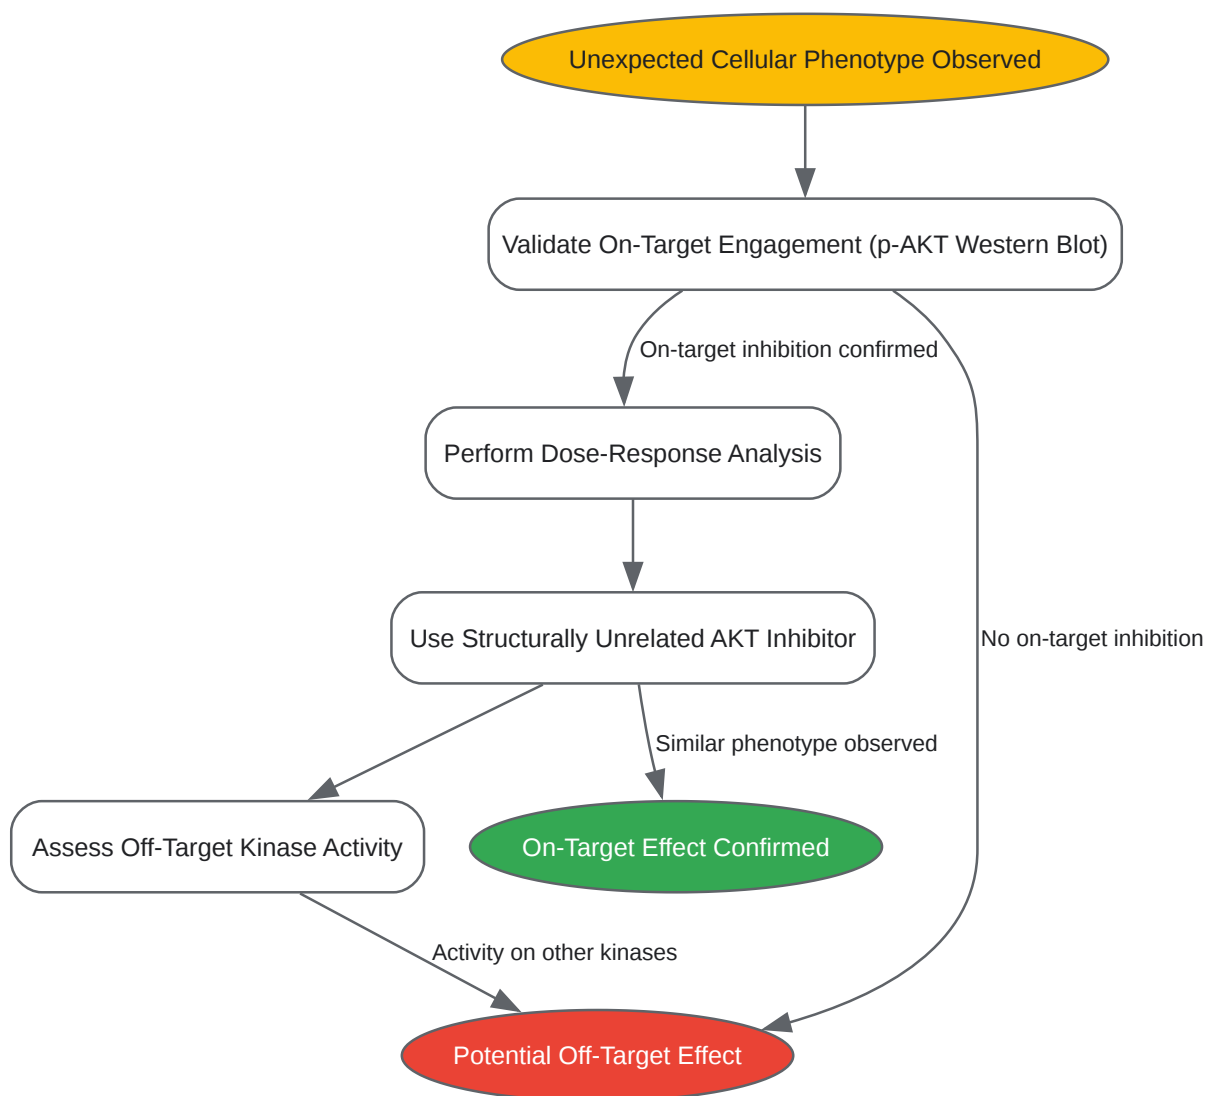 Unexpected Cellular Phenotype Observed
Validate On-Target Engagement (p-AKT Western Blot)
On-target inhibition confirmed
Perform Dose-Response Analysis
Use Structurally Unrelated AKT Inhibitor
No on-target inhibition
Similar phenotype observed
Assess Off-Target Kinase Activity
On-Target Effect Confirmed
Activity on other kinases
Potential Off-Target Effect